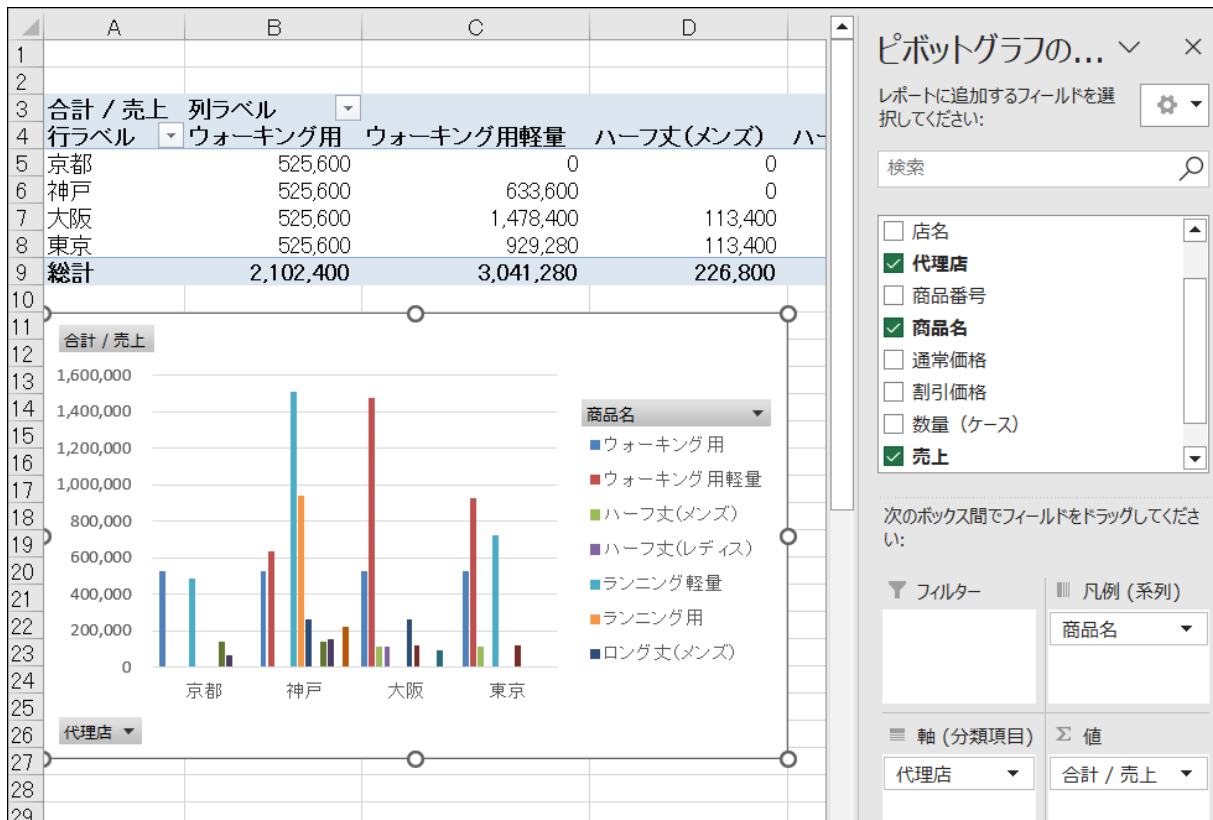 A B C D
1
2
3 合計 / 売上 列ラベル
4 行ラベル ウォーキング用 ウォーキング用軽量 ハーフ丈(メンズ) ハー
5 京都 525,600 0 0
6 神戸 525,600 633,600 0
7 大阪 525,600 1,478,400 113,400
8 東京 525,600 929,280 113,400
9 総計 2,102,400 3,041,280 226,800
10
11
12
13
14
15
16
17
18
19
20
21
22
23
24
25
26
27
28
29
合計 / 売上
1,600,000
1,400,000
1,200,000
1,000,000
800,000
600,000
400,000
200,000
0
京都 神戸 大阪 東京
代理店
商品名
ウォーキング用
ウォーキング用軽量
ハーフ丈(メンズ)
ハーフ丈(レディス)
ランニング軽量
ランニング用
ロング丈(メンズ)
ピボットグラフの...
レポートに追加するフィールドを選
択してください:
検索
店名
代理店
商品番号
商品名
通常価格
割引価格
数量（ケース）
売上
次のボックス間でフィールドをドラッグしてくださ
い:
フィルター
凡例 (系列)
商品名
軸 (分類項目)
代理店
Σ 値
合計 / 売上